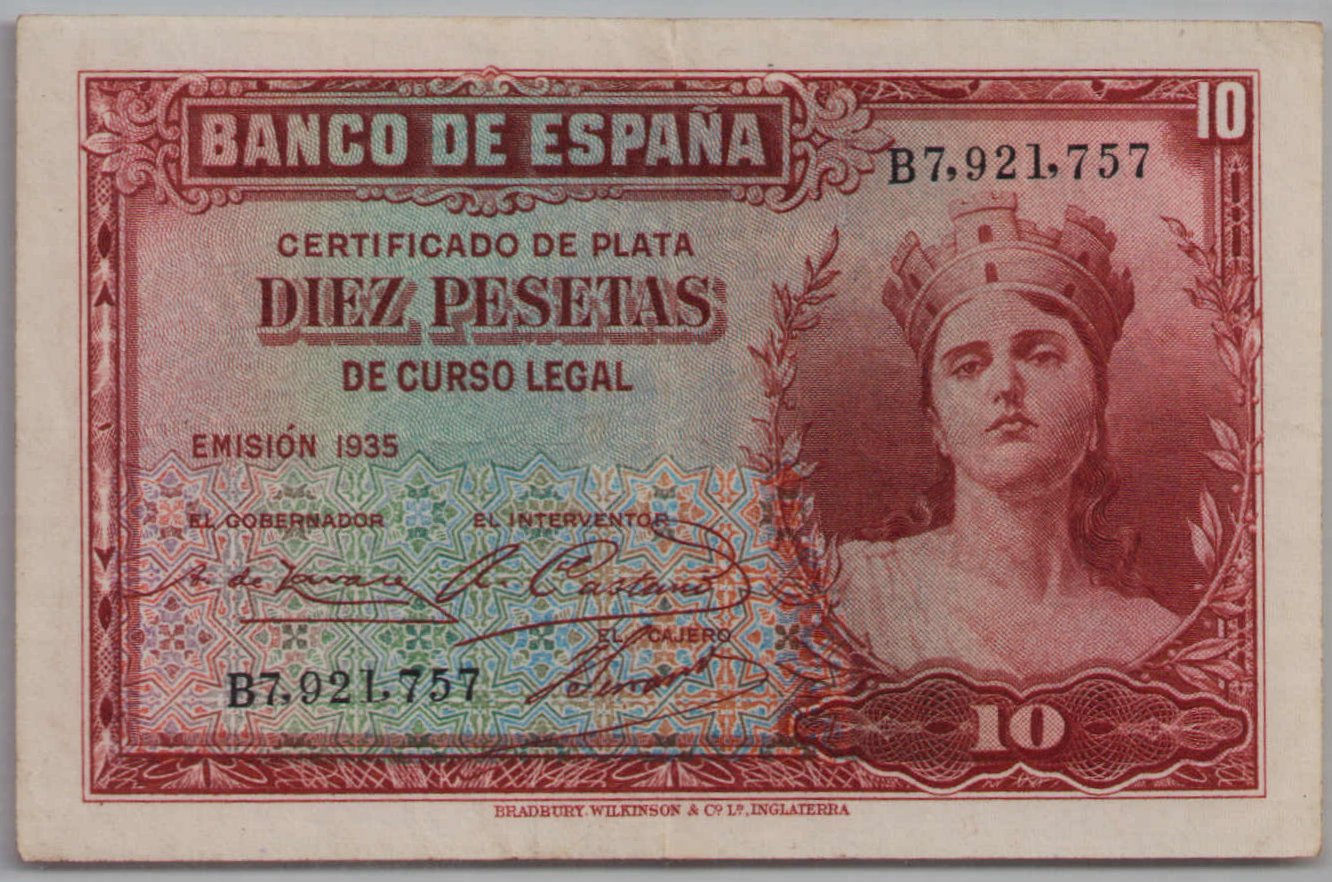 BANCO DE ESPAÑA
10
B7,921,757
CERTIFICADO DE PLATA
DIEZ PESETAS
DE CURSO LEGAL
EMISIÓN 1935
EL GOBERNADOR EL INTERVENTOR
EL CAJERO
B7,921,757
10
BRADBURY, WILKINSON & Cº Lᴰ, INGLATERRA